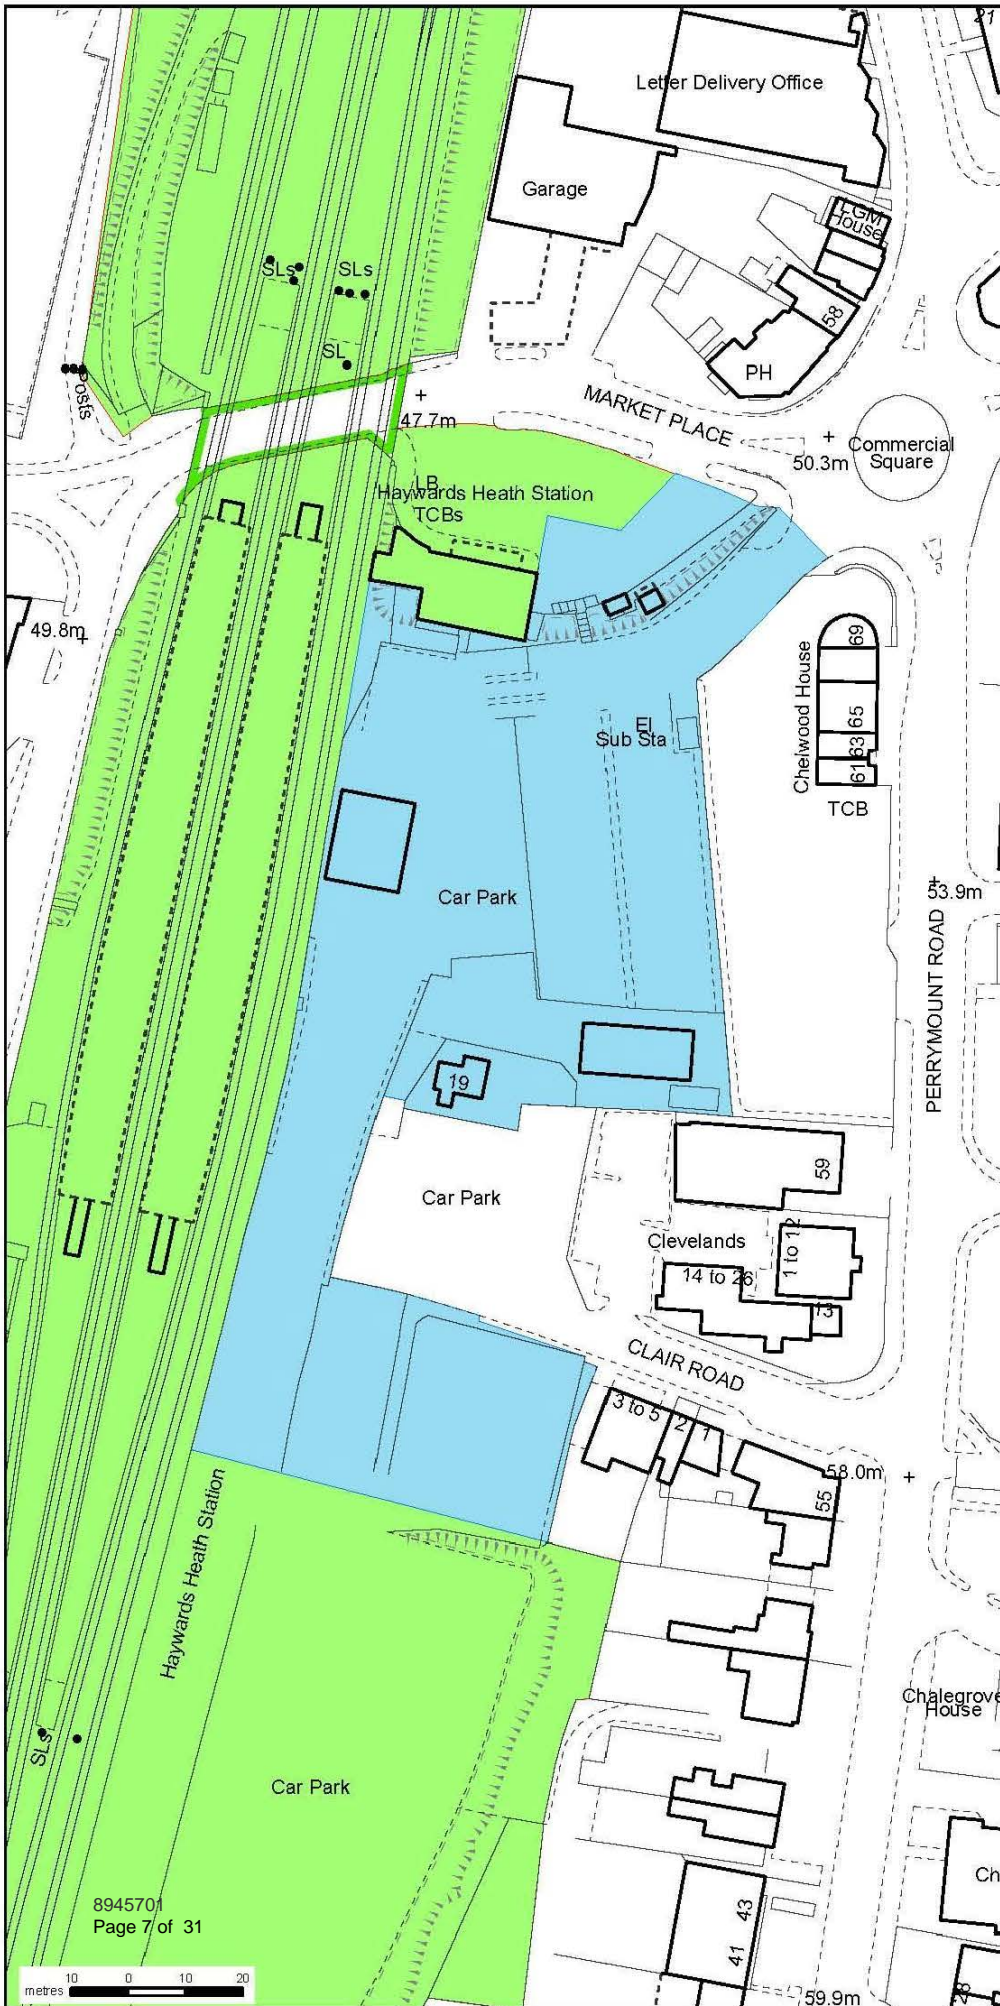 21
Letter Delivery Office
Garage
LGM
House
SLs
SLs
58
SL
PH
Posts
MARKET PLACE
47.7m
Commercial
Square
50.3m
LB
Haywards Heath Station
TCBs
49.8m
69
Chelwood House
65
El
Sub Sta
63
61
TCB
Car Park
53.9m
PERRYMOUNT ROAD
19
59
Car Park
Clevelands
1 to 12
14 to 26
13
CLAIR ROAD
3 to 5
2
1
58.0m
55
Haywards Heath Station
Chalegrove
House
SLs
Car Park
Ch
43
41
8945701
Page 7 of 31
metres 10 0 10 20
59.9m
28